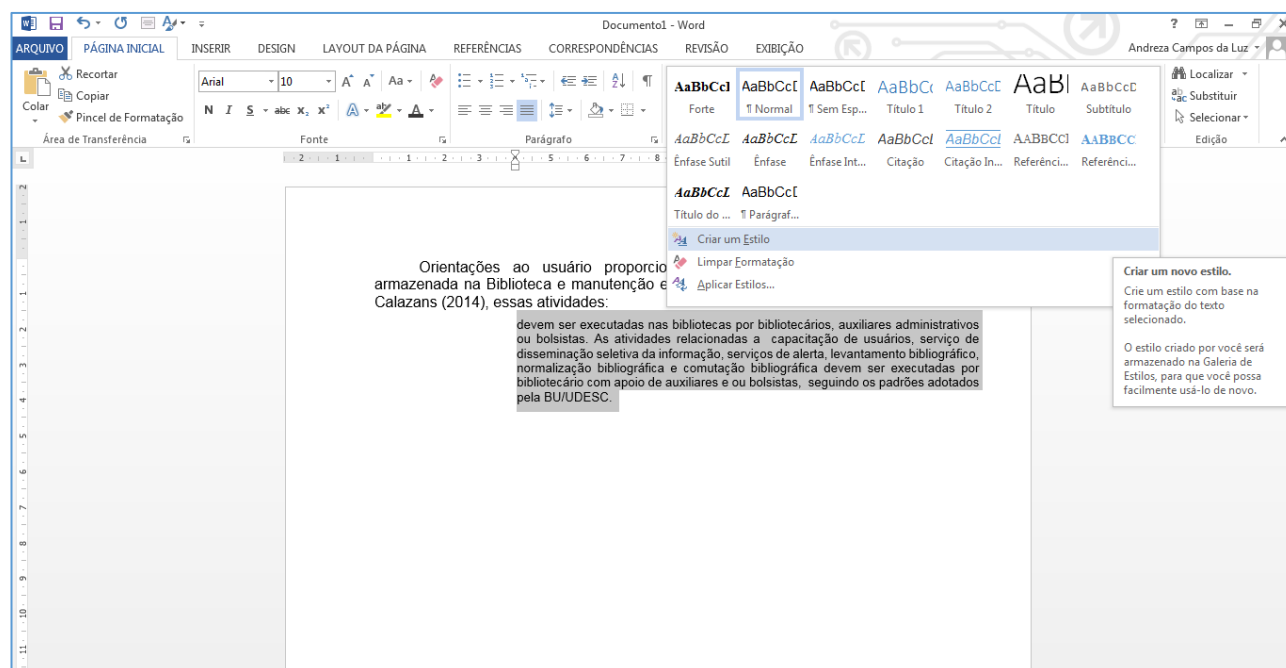 Documento1 - Word
ARQUIVO PÁGINA INICIAL INSERIR DESIGN LAYOUT DA PÁGINA REFERÊNCIAS CORRESPONDÊNCIAS REVISÃO EXIBIÇÃO Andreza Campos da Luz
Colar
Recortar
Copiar
Pincel de Formatação
Área de Transferência
Arial 10
N I S abc X₂ X²
Fonte
Parágrafo
AaBbCcI AaBbCcI AaBbCcI AaBbCc AaBbCcD AaBl AaBbCcD
Forte ¶ Normal ¶ Sem Esp... Título 1 Título 2 Título Subtítulo
AaBbCcL AaBbCcL AaBbCcL AaBbCcI AaBbCcI AABBCCI AABBCC
Ênfase Sutil Ênfase Ênfase Int... Citação Citação In... Referênci... Referênci...
AaBbCcL AaBbCcI
Título do ... ¶ Parágraf...
Criar um Estilo
Limpar Formatação
Aplicar Estilos...
Localizar
Substituir
Selecionar
Edição
Criar um novo estilo.
Crie um estilo com base na
formatação do texto
selecionado.
O estilo criado por você será
armazenado na Galeria de
Estilos, para que você possa
facilmente usá-lo de novo.
Orientações ao usuário proporcio
armazenada na Biblioteca e manutenção e
Calazans (2014), essas atividades:
devem ser executadas nas bibliotecas por bibliotecários, auxiliares administrativos
ou bolsistas. As atividades relacionadas a capacitação de usuários, serviço de
disseminação seletiva da informação, serviços de alerta, levantamento bibliográfico,
normalização bibliográfica e comutação bibliográfica devem ser executadas por
bibliotecário com apoio de auxiliares e ou bolsistas, seguindo os padrões adotados
pela BU/UDESC.